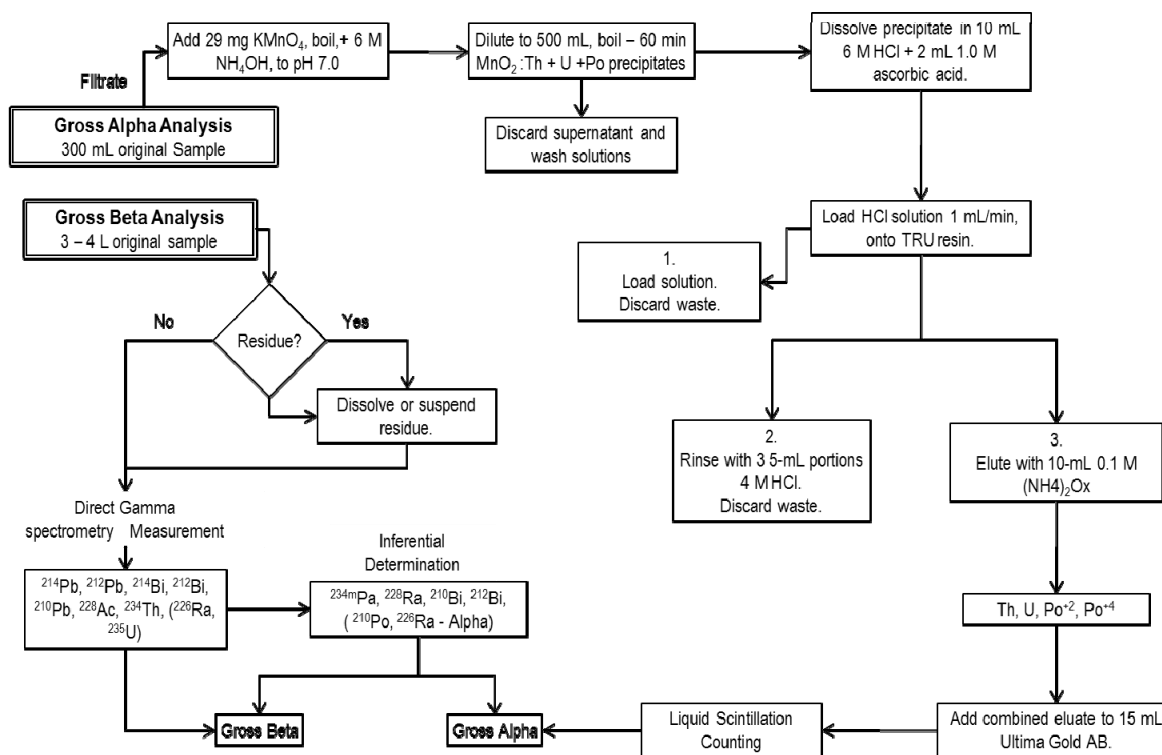 Add 29 mg KMnO4, boil,+ 6 M
NH4OH, to pH 7.0
Dilute to 500 mL, boil – 60 min
MnO2 :Th + U +Po precipitates
Dissolve precipitate in 10 mL
6 M HCl + 2 mL 1.0 M
ascorbic acid.
Filtrate
Gross Alpha Analysis
300 mL original Sample
Discard supernatant and
wash solutions
Gross Beta Analysis
3 – 4 L original sample
Load HCl solution 1 mL/min,
onto TRU resin.
1.
Load solution.
Discard waste.
No
Yes
Residue?
Dissolve or suspend
residue.
2.
Rinse with 3 5-mL portions
4 M HCl.
Discard waste.
3.
Elute with 10-mL 0.1 M
(NH4)2Ox
Direct Gamma
spectrometry Measurement
Inferential
Determination
214Pb, 212Pb, 214Bi, 212Bi,
210Pb, 228Ac, 234Th, (226Ra,
235U)
234mPa, 228Ra, 210Bi, 212Bi,
( 210Po, 226Ra - Alpha)
Th, U, Po+2, Po+4
Gross Beta
Gross Alpha
Liquid Scintillation
Counting
Add combined eluate to 15 mL
Ultima Gold AB.